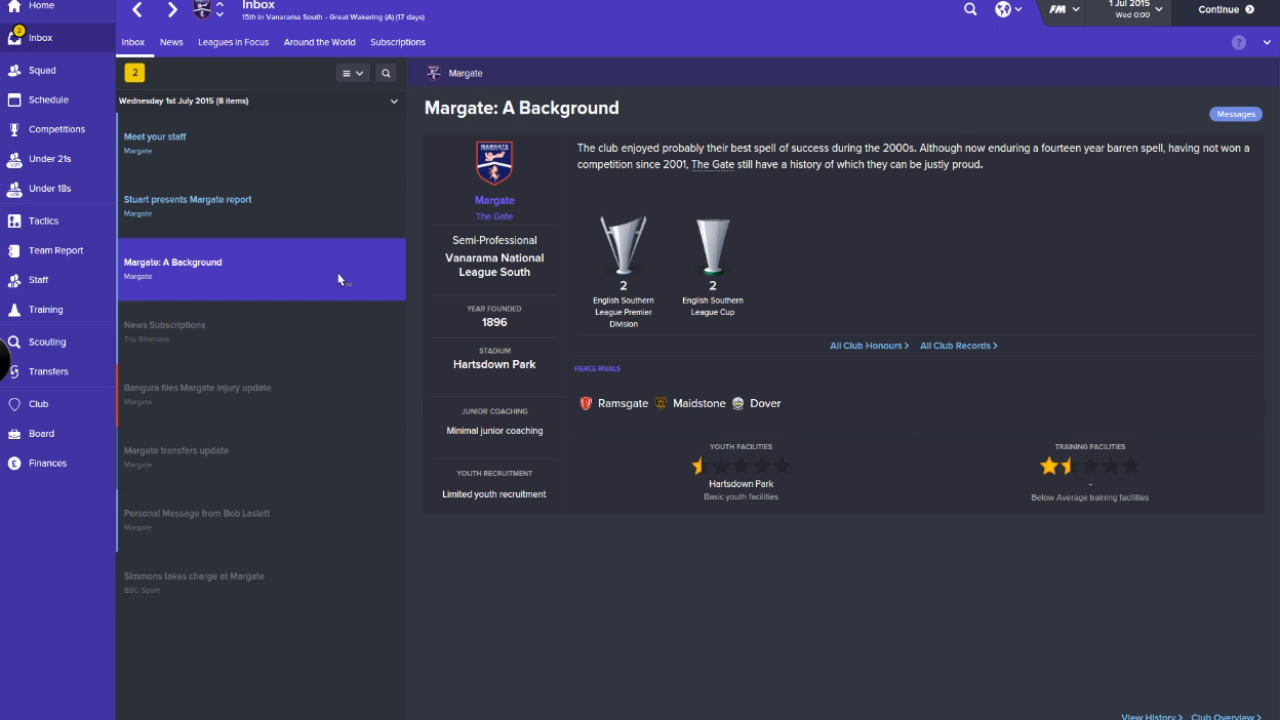 Home
Inbox
1 Jul 2015
15th in Vanarama South - Great Wakering (A) (17 days)
FM
Wed 0:00
Continue
2
Inbox
Inbox
News
Leagues in Focus
Around the World
Subscriptions
?
Squad
Schedule
Competitions
Under 21s
Under 18s
Tactics
Team Report
Staff
Training
Scouting
Transfers
Club
Board
Finances
2
Wednesday 1st July 2015 (8 items)
Meet your staff
Margate
Stuart presents Margate report
Margate
Margate: A Background
Margate
News Subscriptions
Tris Simmons
Bangura files Margate injury update
Margate
Margate transfers update
Margate
Personal Message from Bob Laslett
Margate
Simmons takes charge at Margate
BBC Sport
Margate
Margate: A Background
Messages
MARGATE
Margate
The Gate
Semi-Professional
Vanarama National
League South
YEAR FOUNDED
1896
STADIUM
Hartsdown Park
JUNIOR COACHING
Minimal junior coaching
YOUTH RECRUITMENT
Limited youth recruitment
The club enjoyed probably their best spell of success during the 2000s. Although now enduring a fourteen year barren spell, having not won a
competition since 2001, The Gate still have a history of which they can be justly proud.
2
English Southern
League Premier
Division
2
English Southern
League Cup
All Club Honours >
All Club Records >
FIERCE RIVALS
Ramsgate
Maidstone
Dover
YOUTH FACILITIES
Hartsdown Park
Basic youth facilities
TRAINING FACILITIES
-
Below Average training facilities
View History >
Club Overview >